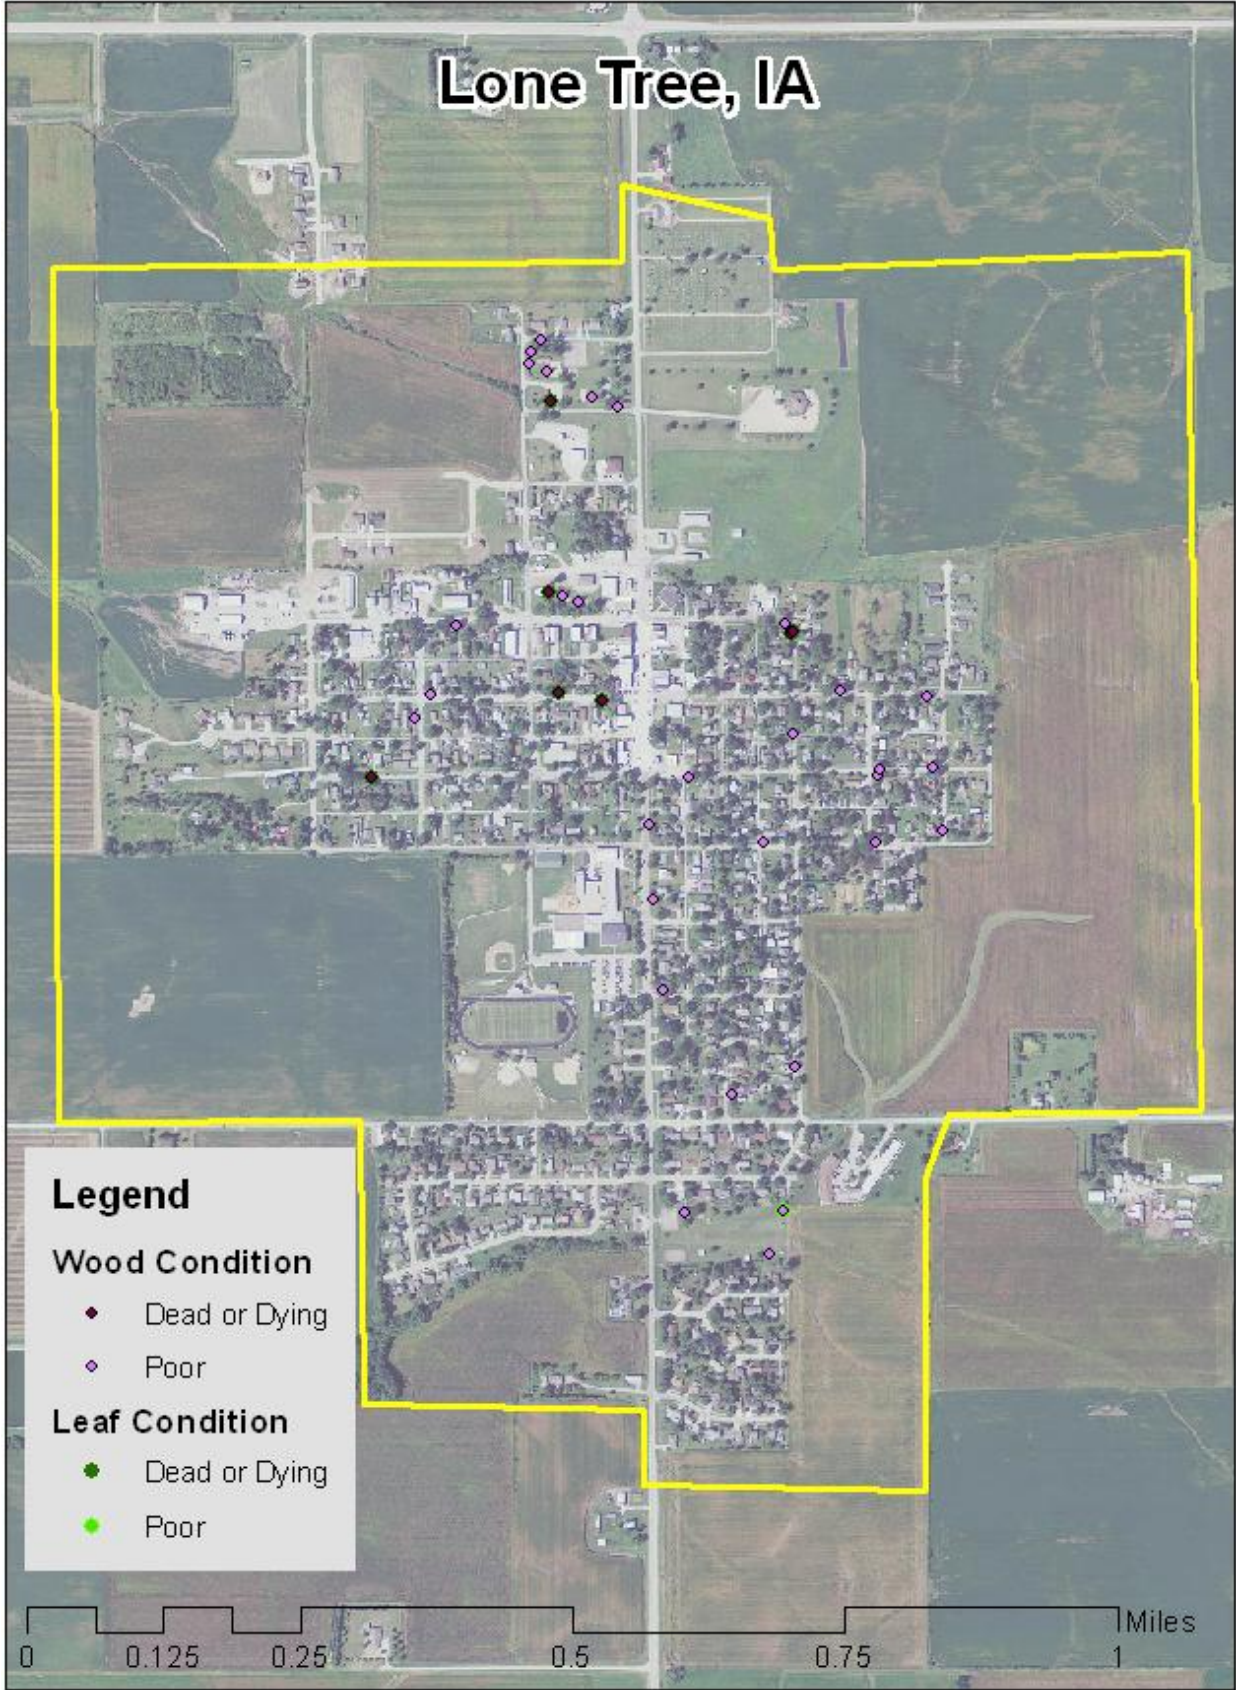 Lone Tree, IA
Legend
Wood Condition
Dead or Dying
Poor
Leaf Condition
Dead or Dying
Poor
Miles
0 0.125 0.25 0.5 0.75 1